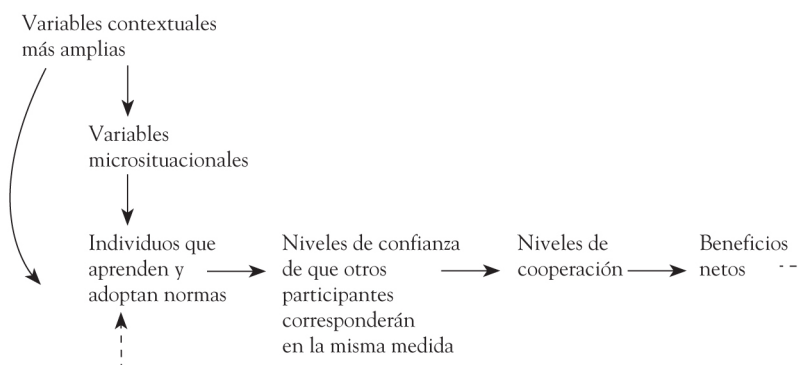 Variables contextuales
más amplias
Variables
microsituacionales
Individuos que
aprenden y
adoptan normas
Niveles de confianza
de que otros
participantes
corresponderán
en la misma medida
Niveles de
cooperación
Beneficios
netos